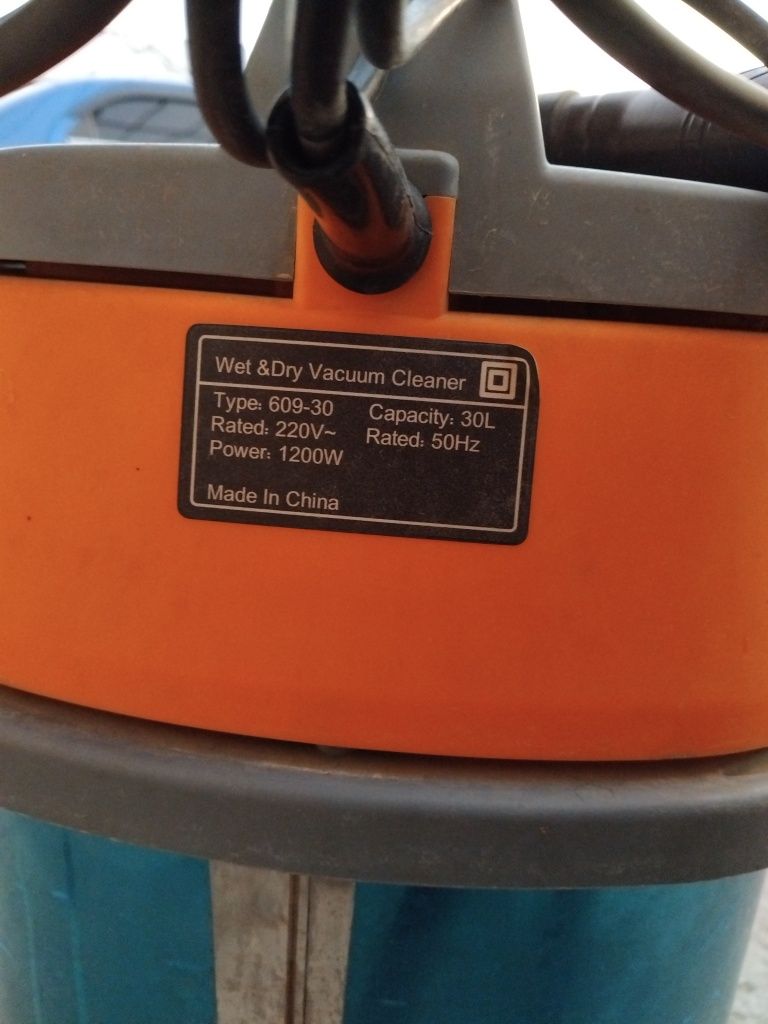 Wet &Dry Vacuum Cleaner
Type: 609-30 Capacity: 30L
Rated: 220V~ Rated: 50Hz
Power: 1200W
Made In China